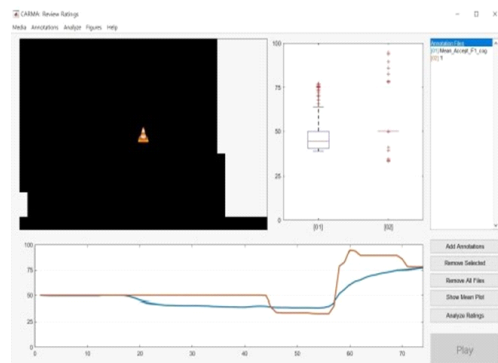 CARMA: Review Ratings
Media Annotations Analyze Figures Help
100
75
50
25
0
[01] [02]
Annotation Files
[01] Mean_Accept_F1_cag
[02] 1
100
75
50
25
0
0 10 20 30 40 50 60 70
Add Annotations
Remove Selected
Remove All Files
Show Mean Plot
Analyze Ratings
Play